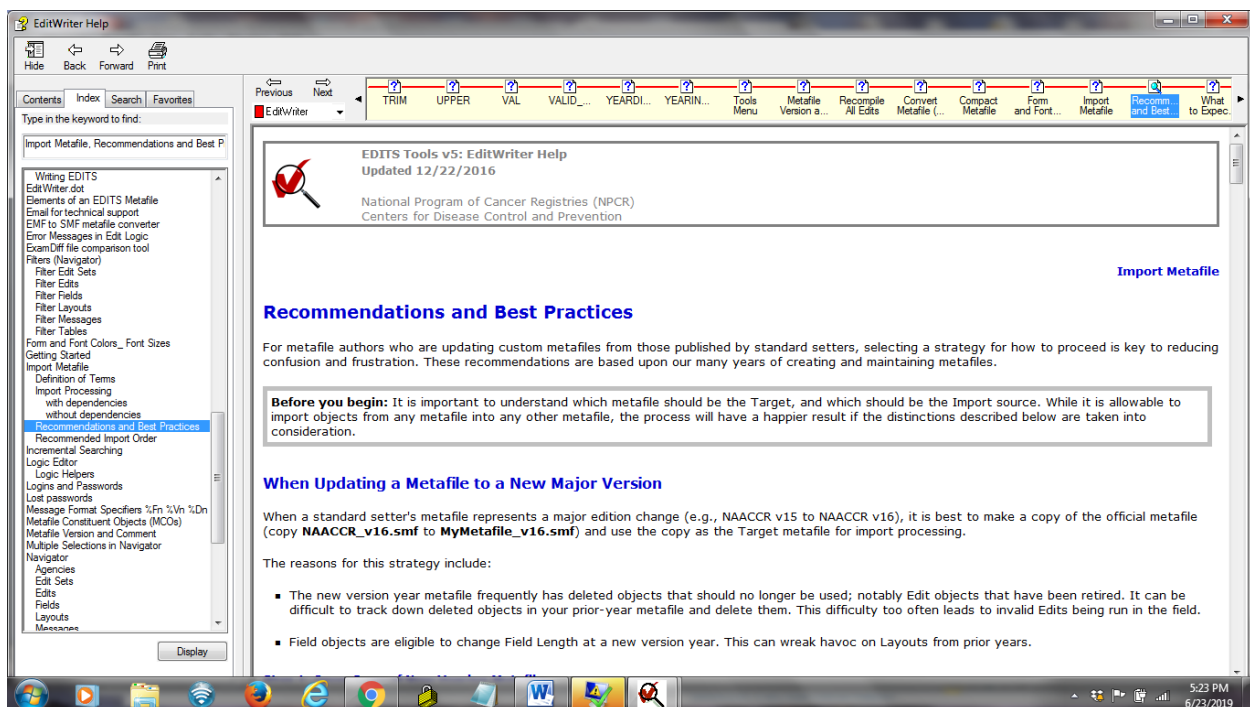 EditWriter Help
Hide Back Forward Print
Contents Index Search Favorites
Type in the keyword to find:
Import Metafile, Recommendations and Best P
Writing EDITS
EditWriter.dot
Elements of an EDITS Metafile
Email for technical support
EMF to SMF metafile converter
Error Messages in Edit Logic
ExamDiff file comparison tool
Filters (Navigator)
Filter Edit Sets
Filter Edits
Filter Fields
Filter Layouts
Filter Messages
Filter Tables
Form and Font Colors_ Font Sizes
Getting Started
Import Metafile
Definition of Terms
Import Processing
with dependencies
without dependencies
Recommendations and Best Practices
Recommended Import Order
Incremental Searching
Logic Editor
Logic Helpers
Logins and Passwords
Lost passwords
Message Format Specifiers %Fn %Vn %Dn
Metafile Constituent Objects (MCOs)
Metafile Version and Comment
Multiple Selections in Navigator
Navigator
Agencies
Edit Sets
Edits
Fields
Layouts
Messages
Display
Previous Next
EditWriter
TRIM UPPER VAL VALID_... YEARDI... YEARIN... Tools Menu Metafile Version a... Recompile All Edits Convert Metafile (... Compact Metafile Form and Font... Import Metafile Recomm... and Best... What to Expec...
EDITS Tools v5: EditWriter Help
Updated 12/22/2016
National Program of Cancer Registries (NPCR)
Centers for Disease Control and Prevention
Import Metafile
Recommendations and Best Practices
For metafile authors who are updating custom metafiles from those published by standard setters, selecting a strategy for how to proceed is key to reducing
confusion and frustration. These recommendations are based upon our many years of creating and maintaining metafiles.
Before you begin: It is important to understand which metafile should be the Target, and which should be the Import source. While it is allowable to
import objects from any metafile into any other metafile, the process will have a happier result if the distinctions described below are taken into
consideration.
When Updating a Metafile to a New Major Version
When a standard setter's metafile represents a major edition change (e.g., NAACCR v15 to NAACCR v16), it is best to make a copy of the official metafile
(copy NAACCR_v16.smf to MyMetafile_v16.smf) and use the copy as the Target metafile for import processing.
The reasons for this strategy include:
▪ The new version year metafile frequently has deleted objects that should no longer be used; notably Edit objects that have been retired. It can be
difficult to track down deleted objects in your prior-year metafile and delete them. This difficulty too often leads to invalid Edits being run in the field.
▪ Field objects are eligible to change Field Length at a new version year. This can wreak havoc on Layouts from prior years.
5:23 PM
6/23/2019